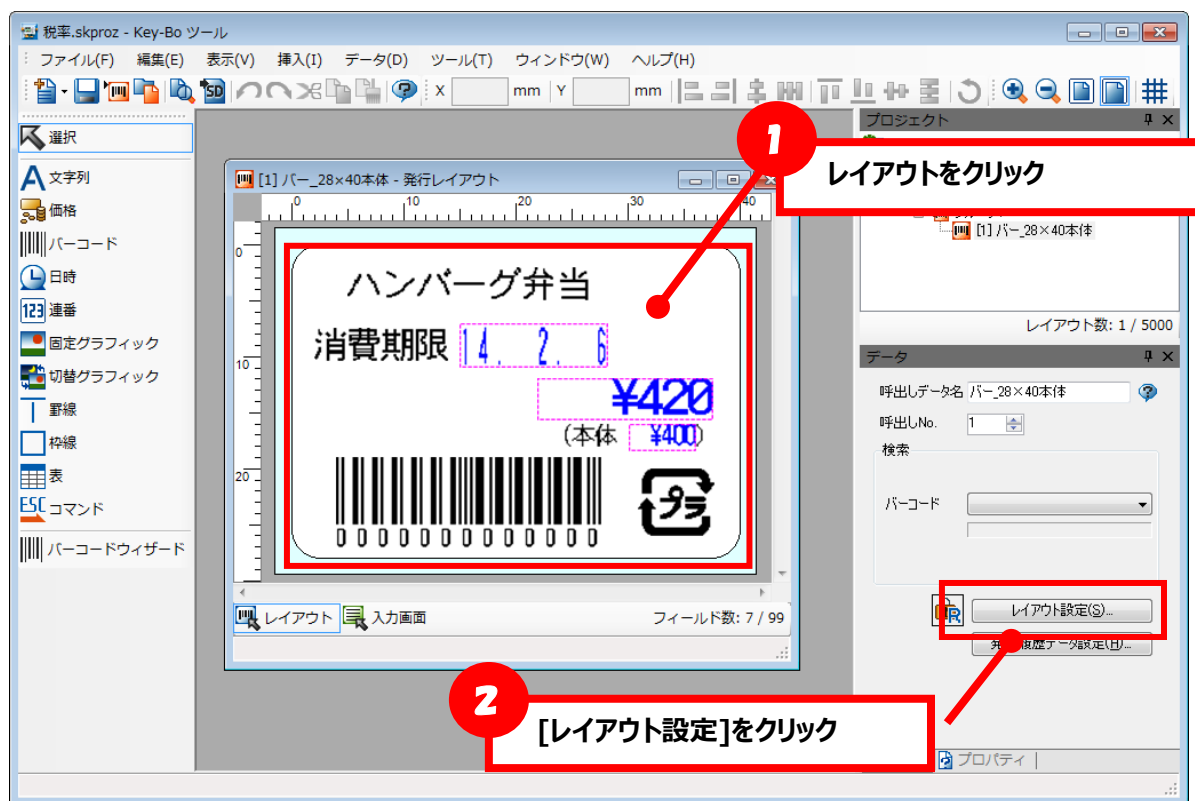 税率.skproz - Key-Bo ツール
ファイル(F) 編集(E) 表示(V) 挿入(I) データ(D) ツール(T) ウィンドウ(W) ヘルプ(H)
SD X mm Y mm
選択
文字列
価格
バーコード
日時
123 連番
固定グラフィック
切替グラフィック
罫線
枠線
表
ESC コマンド
バーコードウィザード
[1] バー_28×40本体 - 発行レイアウト
0 10 20 30 40
0
10
20
ハンバーグ弁当
消費期限 14. 2. 6
¥420
(本体 ¥400)
0000000000000
プラ
レイアウト 入力画面 フィールド数: 7 / 99
プロジェクト
1
レイアウトをクリック
[1] バー_28×40本体
レイアウト数: 1 / 5000
データ
呼出しデータ名 バー_28×40本体
呼出しNo. 1
検索
バーコード
R レイアウト設定(S)...
履歴データ設定(H)...
2
[レイアウト設定]をクリック
プロパティ